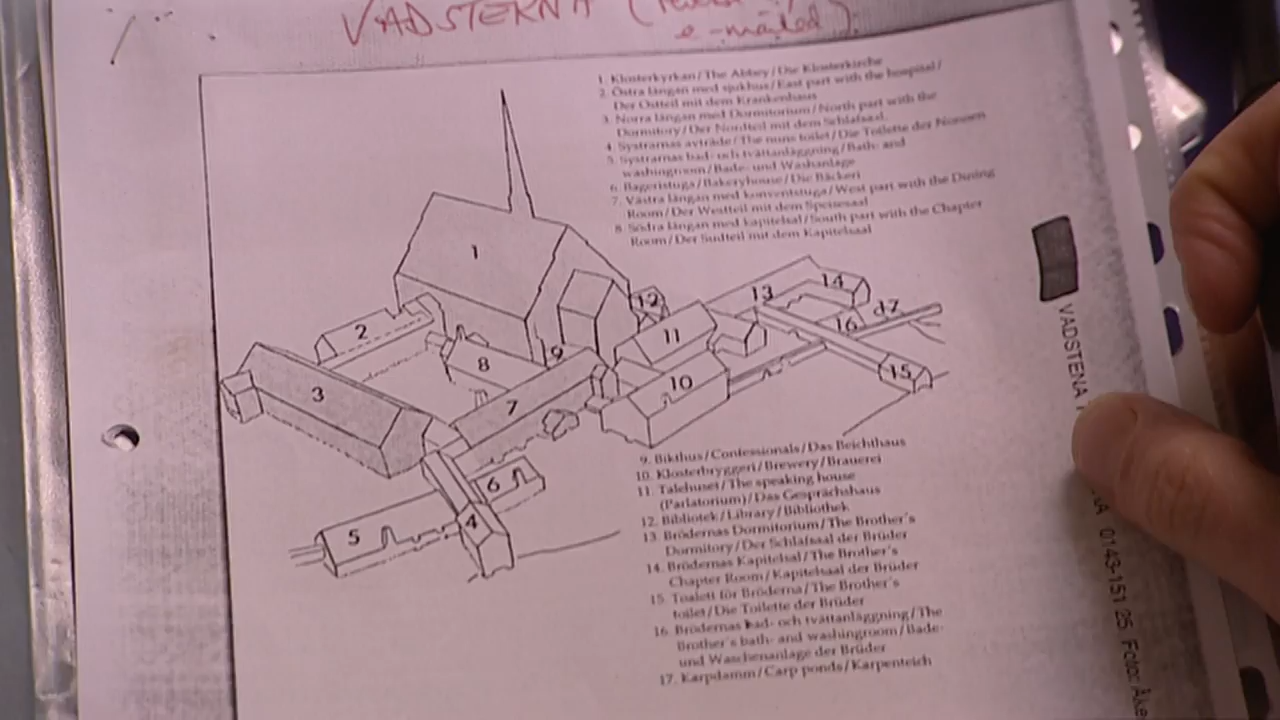 VADSTENA (
e-mailed).
1. Klosterkyrkan/The Abbey/Die Klosterkirche
2. Östra längan med sjukhus/East part with the hospital/
Der Ostteil mit dem Krankenhaus
3. Norra längan med Dormitorium/North part with the
Dormitory/Der Nordteil mit dem Schlafsaal.
4. Systrarnas avträde/The nuns toilet/Die Toilette der Nonnen
5. Systrarnas bad- och tvättanläggning/Bath- and
washingroom/Bade- und Washanlage
6. Bageristuga/Bakeryhouse/Die Bäckeri
7. Västra längan med konventstuga/West part with the Dining
Room/Der Westteil mit dem Speisesaal
8. Södra längan med kapitelsal/South part with the Chapter
Room/Der Sudteil mit dem Kapitelsaal
1
2
3
4
5
6
7
8
9
10
11
12
13
14
15
16
17
9. Bikthus/Confessionals/Das Beichthaus
10. Klosterbryggeri/Brewery/Brauerei
11. Talehuset/The speaking house
(Parlatorium)/Das Gesprächshaus
12. Bibliotek/Library/Bibliothek
13. Brödernas Dormitorium/The Brother's
Dormitory/Der Schlafsaal der Brüder
14. Brödernas Kapitelsal/The Brother's
Chapter Room/Kapitelsaal der Brüder
15. Toalett för Bröderna/The Brother's
toilet/Die Toilette der Brüder
16. Brödernas bad- och tvättanläggning/The
Brother's bath- and washingroom/Bade-
und Waschenanlage der Brüder
17. Karpdamm/Carp ponds/Karpenteich
VADSTENA
0143-151 25 Foto: Åke